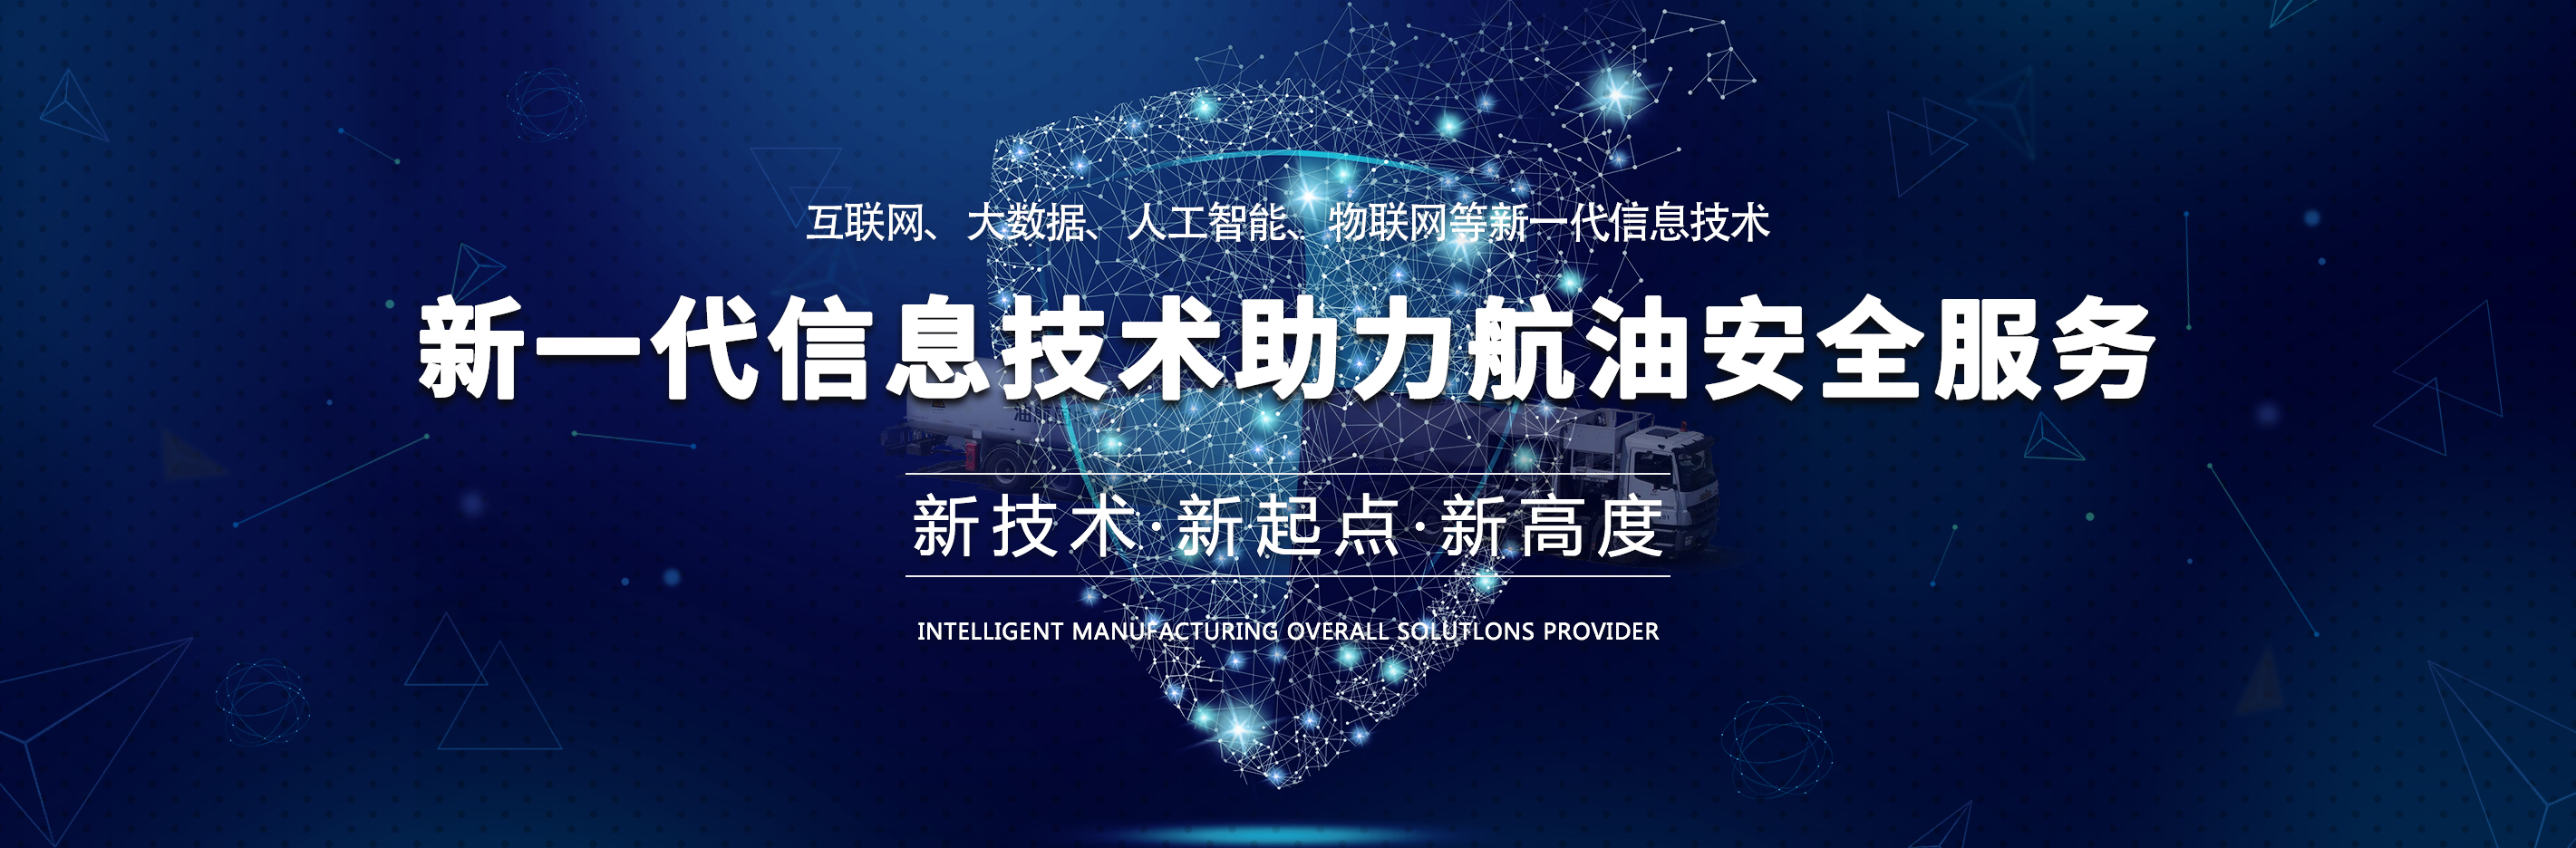 互联网、大数据、人工智能、物联网等新一代信息技术
新一代信息技术助力航油安全服务
新技术·新起点·新高度
INTELLIGENT MANUFACTURING OVERALL SOLUTLONS PROVIDER